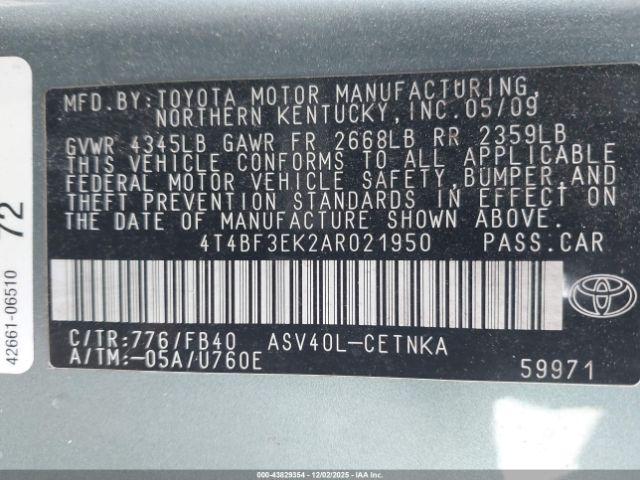 MFD.BY:TOYOTA MOTOR MANUFACTURING,
NORTHERN KENTUCKY,INC.05/09
GVWR 4345LB GAWR FR 2668LB RR 2359LB
THIS VEHICLE CONFORMS TO ALL APPLICABLE
FEDERAL MOTOR VEHICLE SAFETY,BUMPER,AND
THEFT PREVENTION STANDARDS IN EFFECT ON
THE DATE OF MANUFACTURE SHOWN ABOVE.
4T4BF3EK2AR021950 PASS.CAR
C/TR:776/FB40 ASV40L-CETNKA
A/TM:-05A/U760E
59971
TOYOTA
72
42661-06510
000-43829354 | 12/02/2025 - IAAI, Inc.